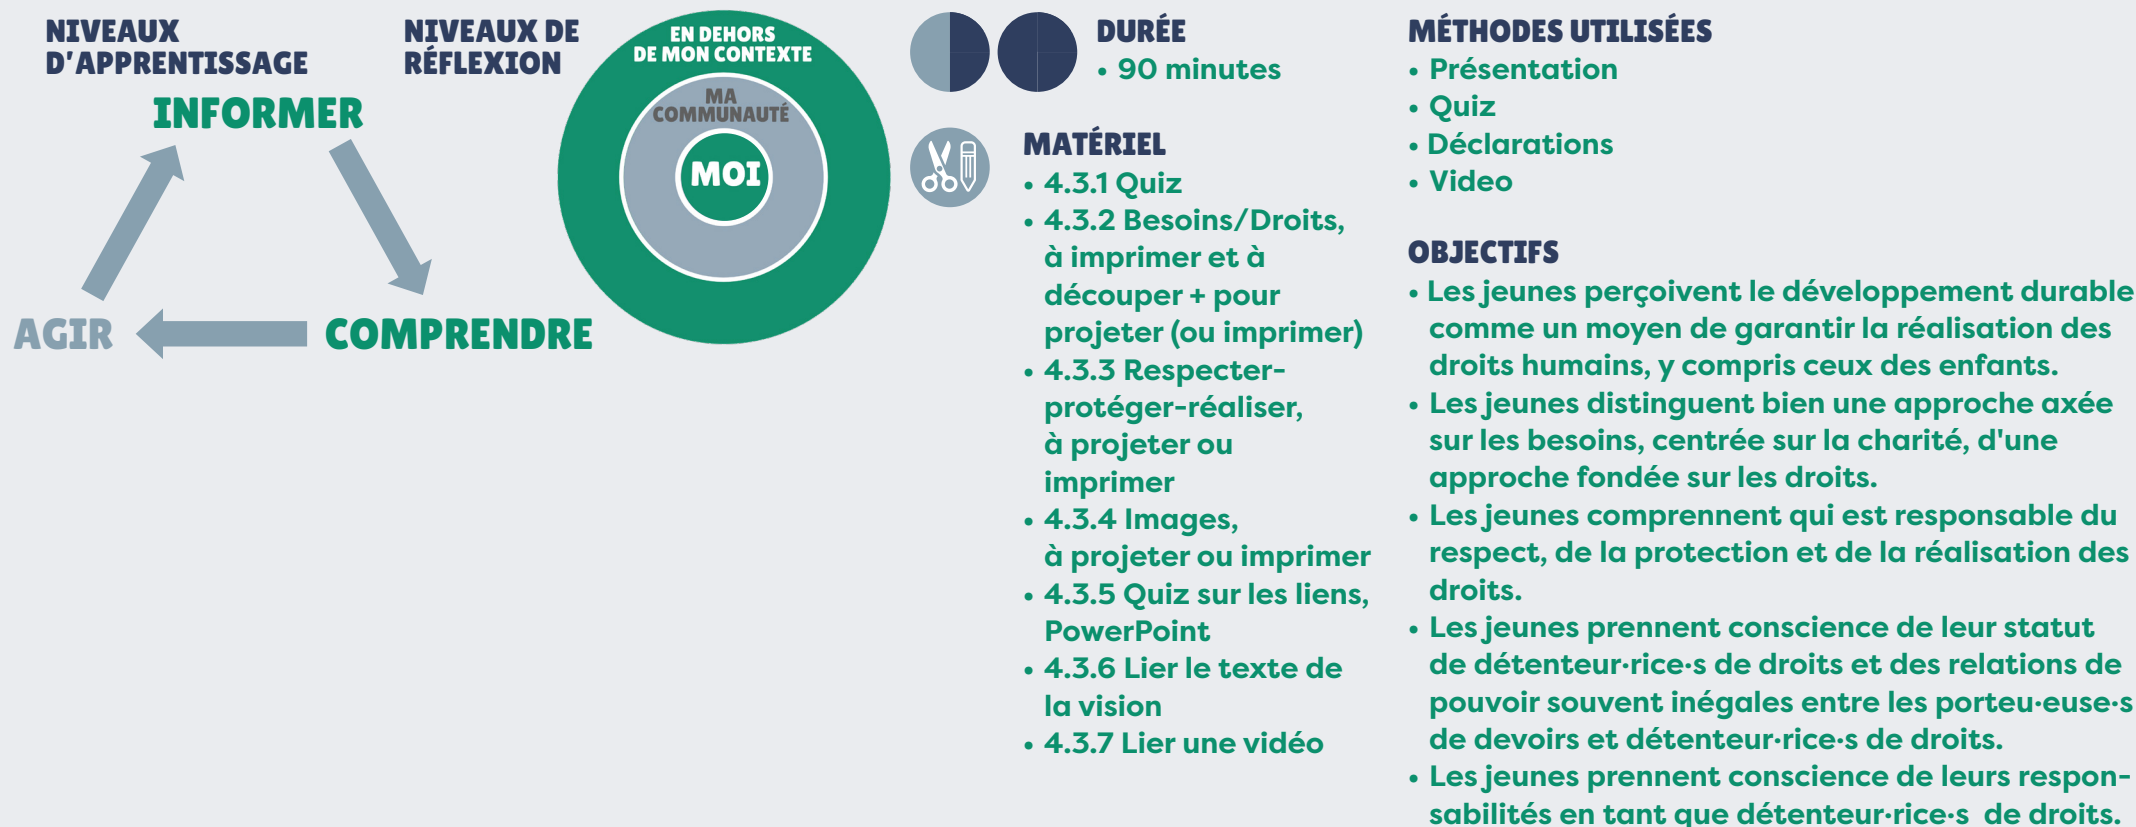 NIVEAUX
D'APPRENTISSAGE
INFORMER
AGIR
COMPRENDRE
NIVEAUX DE
RÉFLEXION
EN DEHORS
DE MON CONTEXTE
MA
COMMUNAUTÉ
MOI
DURÉE
• 90 minutes
MATÉRIEL
• 4.3.1 Quiz
• 4.3.2 Besoins/Droits,
à imprimer et à
découper + pour
projeter (ou imprimer)
• 4.3.3 Respecter-
protéger-réaliser,
à projeter ou
imprimer
• 4.3.4 Images,
à projeter ou imprimer
• 4.3.5 Quiz sur les liens,
PowerPoint
• 4.3.6 Lier le texte de
la vision
• 4.3.7 Lier une vidéo
MÉTHODES UTILISÉES
• Présentation
• Quiz
• Déclarations
• Video
OBJECTIFS
• Les jeunes perçoivent le développement durable
comme un moyen de garantir la réalisation des
droits humains, y compris ceux des enfants.
• Les jeunes distinguent bien une approche axée
sur les besoins, centrée sur la charité, d'une
approche fondée sur les droits.
• Les jeunes comprennent qui est responsable du
respect, de la protection et de la réalisation des
droits.
• Les jeunes prennent conscience de leur statut
de détenteur·rice·s de droits et des relations de
pouvoir souvent inégales entre les porteu·euse·s
de devoirs et détenteur·rice·s de droits.
• Les jeunes prennent conscience de leurs respon-
sabilités en tant que détenteur·rice·s de droits.